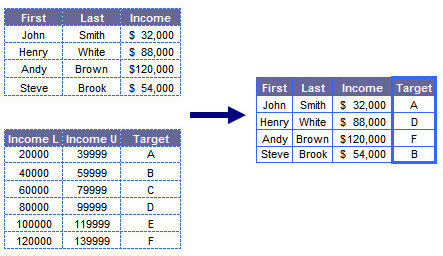 First Last Income
John Smith $ 32,000
Henry White $ 88,000
Andy Brown $120,000
Steve Brook $ 54,000
Income L Income U Target
20000 39999 A
40000 59999 B
60000 79999 C
80000 99999 D
100000 119999 E
120000 139999 F
First Last Income Target
John Smith $ 32,000 A
Henry White $ 88,000 D
Andy Brown $120,000 F
Steve Brook $ 54,000 B